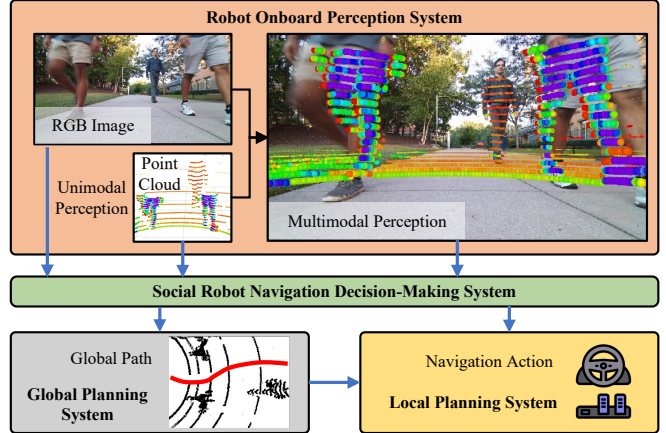 Robot Onboard Perception System
RGB Image
Point
Cloud
Unimodal
Perception
Multimodal Perception
Social Robot Navigation Decision-Making System
Global Path
Global Planning
System
Navigation Action
Local Planning System